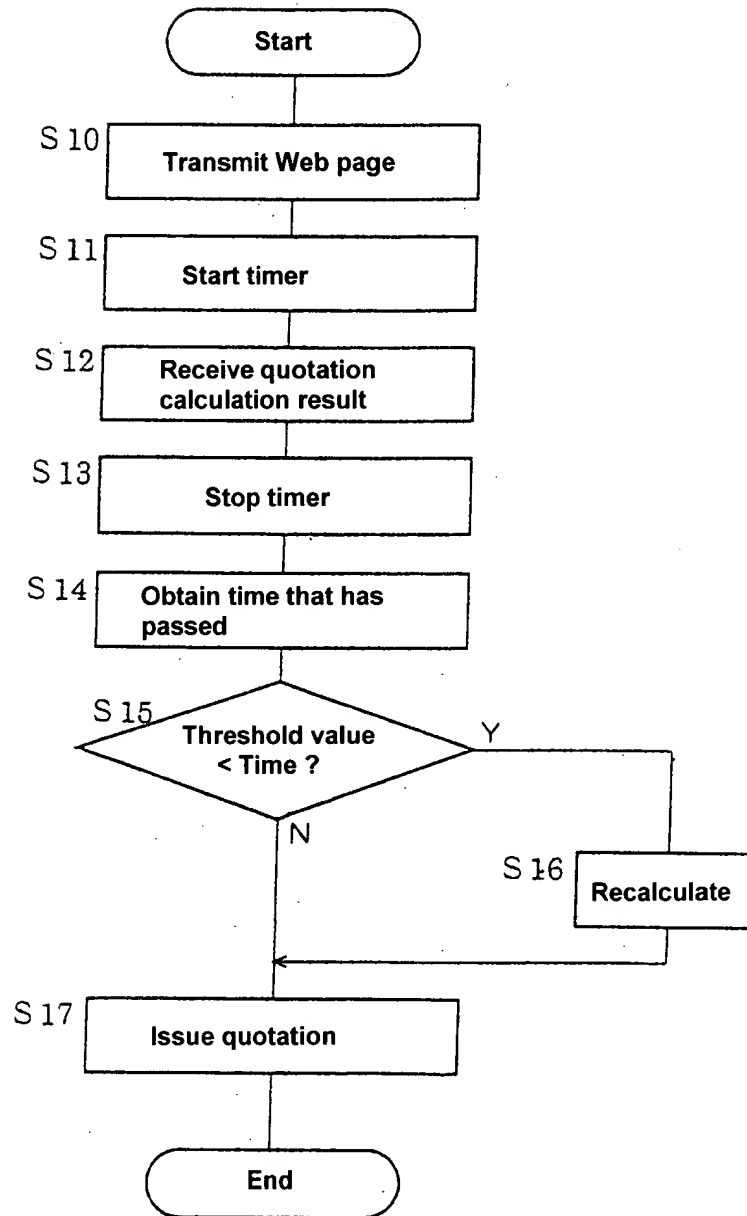 Start
S 10
Transmit Web page
S 11
Start timer
S 12
Receive quotation
calculation result
S 13
Stop timer
S 14
Obtain time that has
passed
S 15
Threshold value
< Time ?
Y
N
S 16
Recalculate
S 17
Issue quotation
End